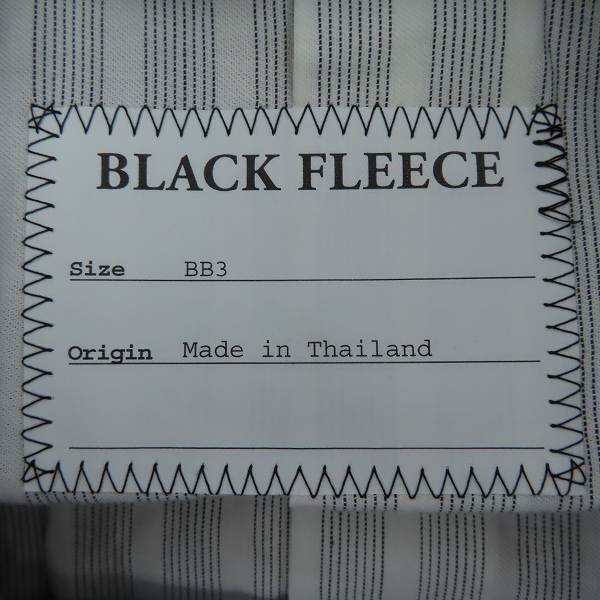 BLACK FLEECE
Size BB3
Origin Made in Thailand